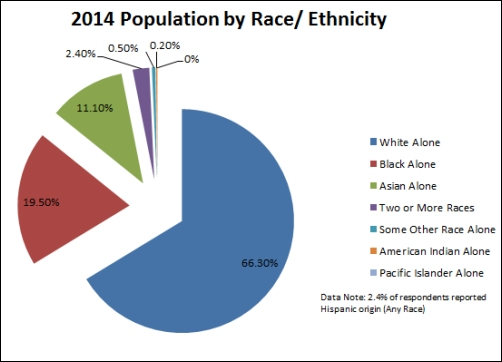 2014 Population by Race/ Ethnicity
0.50%
0.20%
2.40%
0%
11.10%
19.50%
66.30%
White Alone
Black Alone
Asian Alone
Two or More Races
Some Other Race Alone
American Indian Alone
Pacific Islander Alone
Data Note: 2.4% of respondents reported
Hispanic origin (Any Race)